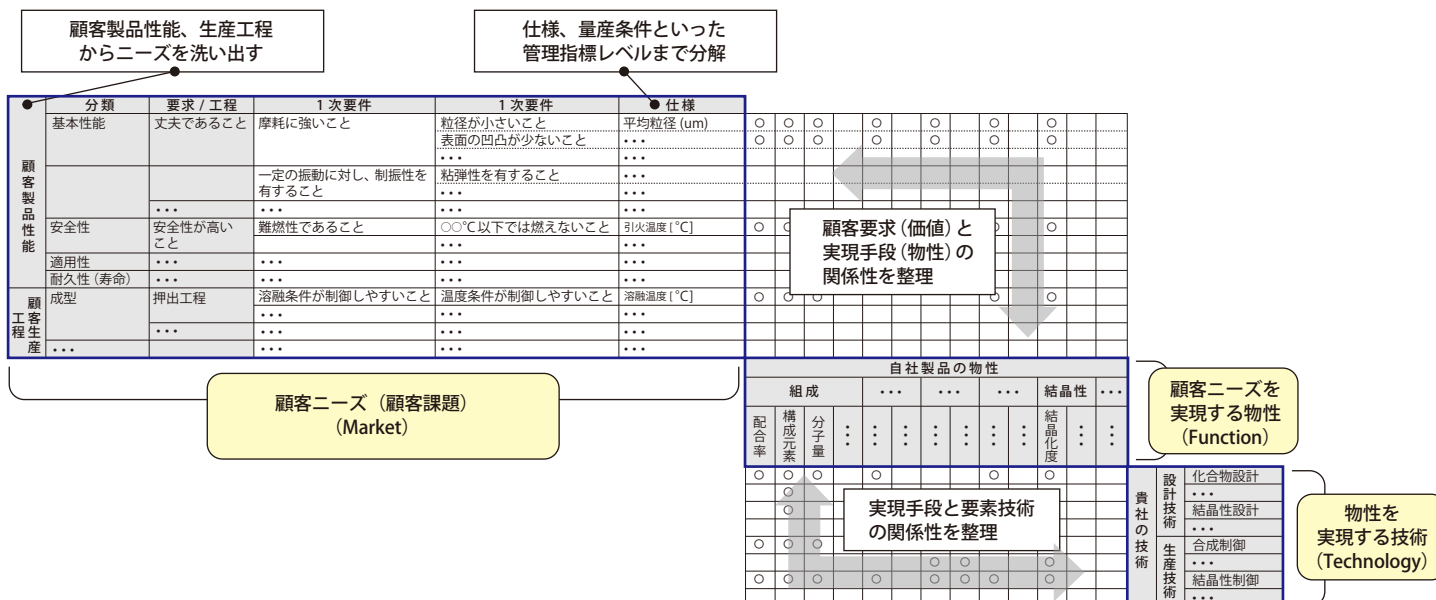 顧客製品性能、生産工程
からニーズを洗い出す
仕様、量産条件といった
管理指標レベルまで分解
分類 要求 / 工程 1次要件 1次要件 仕様
顧客製品性能
基本性能 丈夫であること 摩耗に強いこと 粒径が小さいこと 平均粒径 (um) ○ ○ ○ ○ ○ ○ ○
表面の凹凸が少ないこと ・・・ ○ ○ ○ ○ ○ ○ ○
・・・ ・・・
一定の振動に対し、制振性を 粘弾性を有すること ・・・
有すること ・・・ ・・・
・・・ ・・・ ・・・ ・・・
安全性 安全性が高い 難燃性であること ○○℃以下では燃えないこと 引火温度 [℃] ○ ○ ○ ○
こと ・・・ ・・・
適用性 ・・・ ・・・ ・・・ ・・・
耐久性 (寿命) ・・・ ・・・ ・・・ ・・・
顧客要求(価値)と
実現手段(物性)の
関係性を整理
顧客生産
工程
成型 押出工程 溶融条件が制御しやすいこと 温度条件が制御しやすいこと 溶融温度 [℃] ○ ○ ○ ○ ○
・・・ ・・・ ・・・
・・・ ・・・ ・・・ ・・・
・・・ ・・・ ・・・ ・・・
顧客ニーズ(顧客課題)
(Market)
自社製品の物性
組成 ・・・ ・・・ ・・・ 結晶性 ・・・
配合率 構成元素 分子量 ・・・ ・・・ ・・・ ・・・ ・・・ ・・・ ・・・ 結晶化度 ・・・ ・・・
顧客ニーズを
実現する物性
(Function)
○ ○ ○ ○ ○ ○
○
○
○ ○ ○
○ ○ ○
○ ○ ○ ○ ○ ○ ○ ○
実現手段と要素技術
の関係性を整理
貴社の技術
設計技術
化合物設計
・・・
結晶性設計
・・・
生産技術
合成制御
・・・
結晶性制御
・・・
物性を
実現する技術
(Technology)